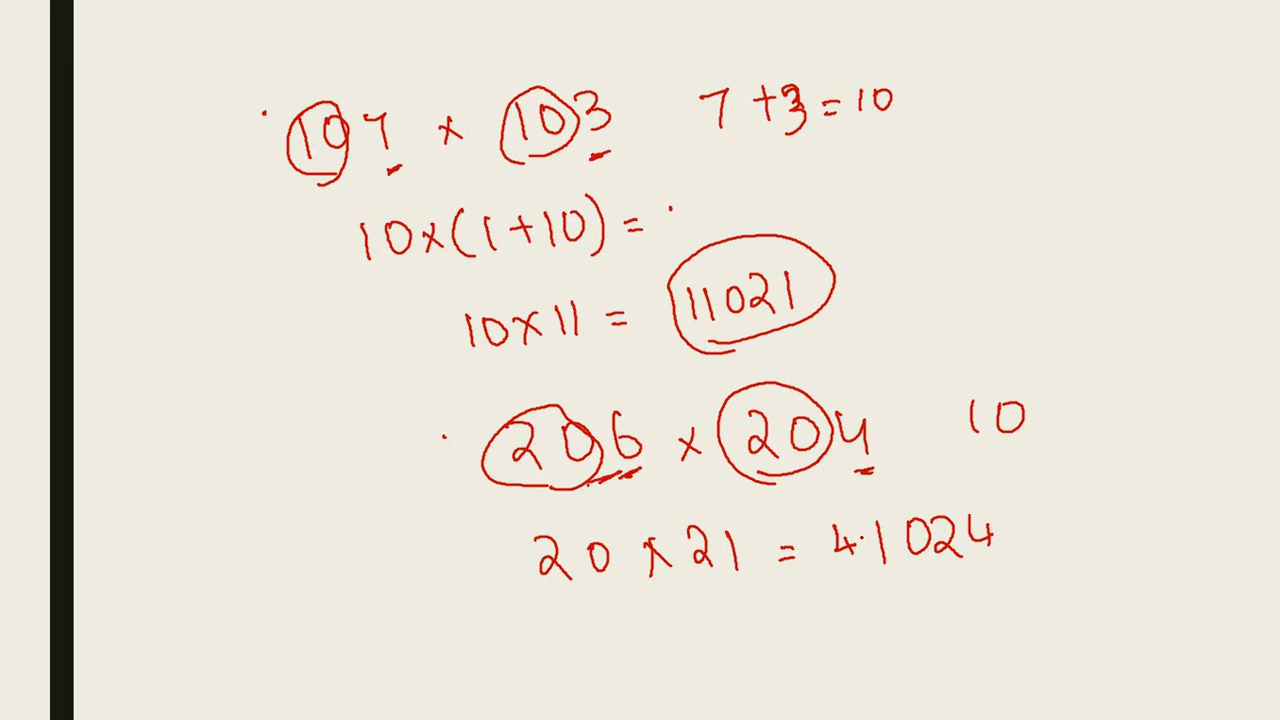 107 × 103 7 + 3 = 10
10×(1+10) =
10×11 = 11021
206 × 204 10
20 × 21 = 41024